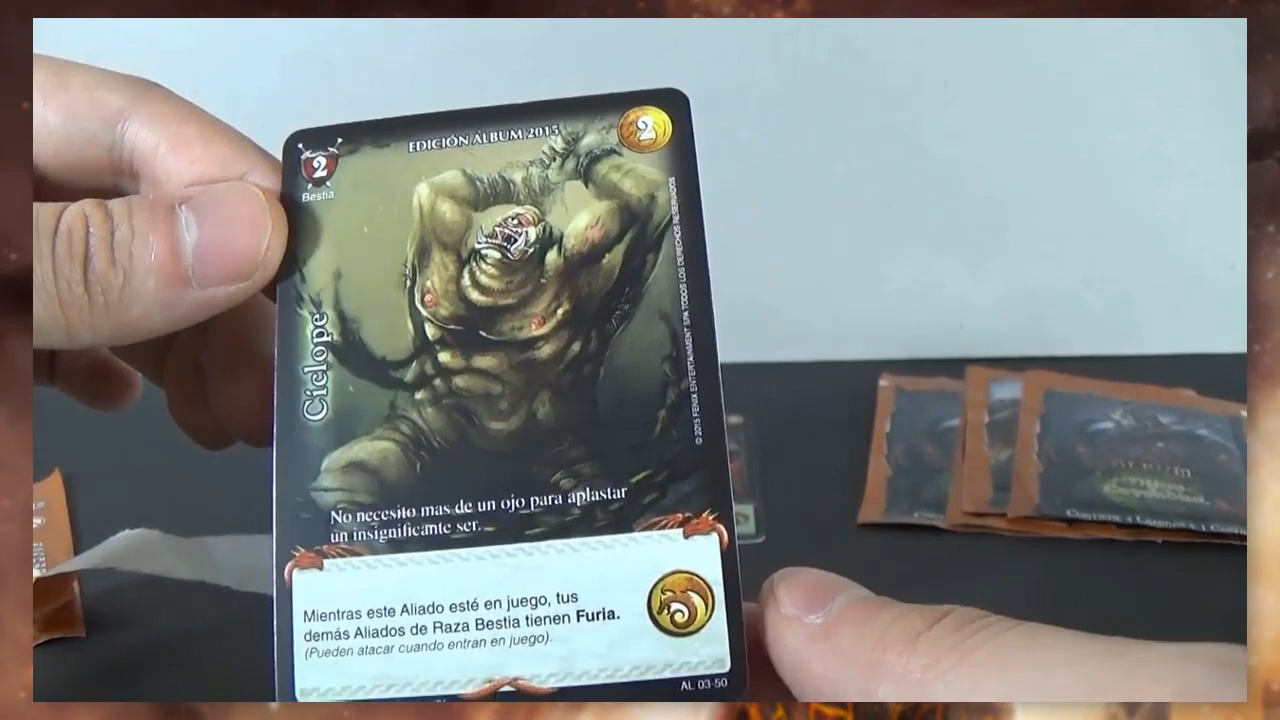 EDICIÓN ÁLBUM 2015
2
2
Bestia
Cíclope
© 2015 FENIX ENTERTAINMENT SPA TODOS LOS DERECHOS RESERVADOS
No necesito mas de un ojo para aplastar
un insignificante ser.
Mientras este Aliado esté en juego, tus
demás Aliados de Raza Bestia tienen Furia.
(Pueden atacar cuando entran en juego).
AL 03-50